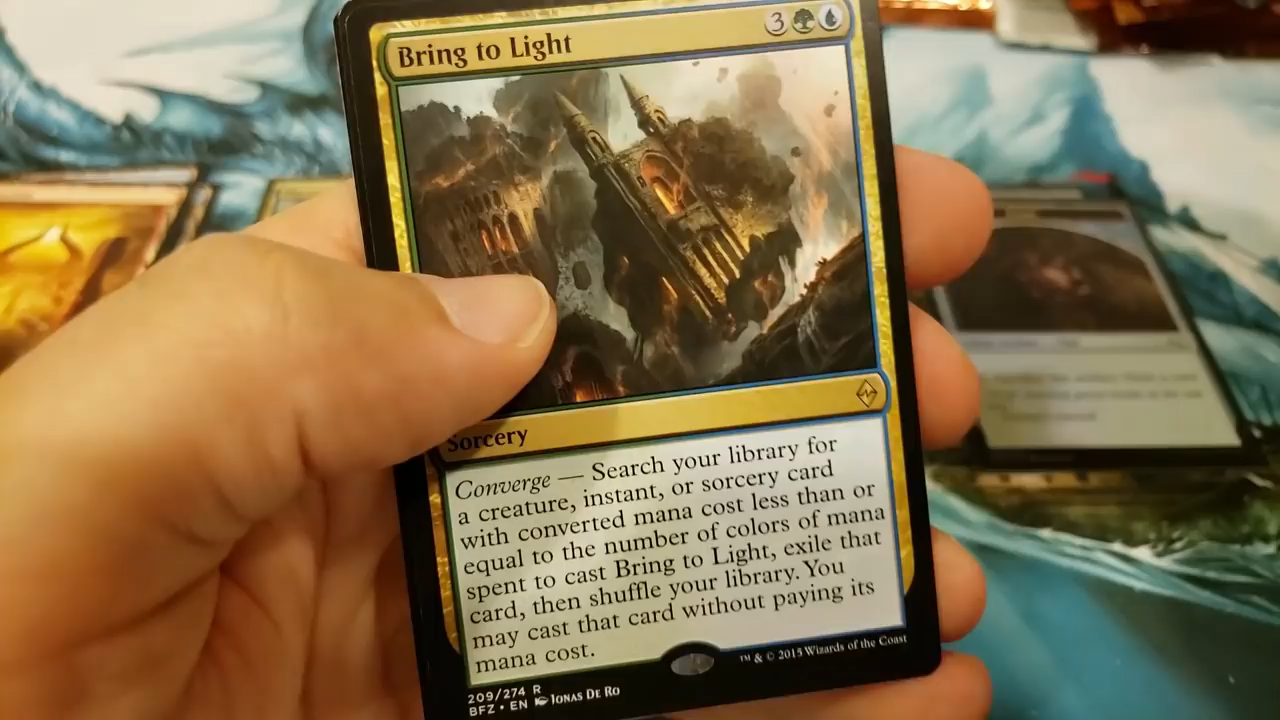 Bring to Light 3
Sorcery
Converge — Search your library for
a creature, instant, or sorcery card
with converted mana cost less than or
equal to the number of colors of mana
spent to cast Bring to Light, exile that
card, then shuffle your library. You
may cast that card without paying its
mana cost.
209/274 R
BFZ • EN Jonas De Ro
™ & © 2015 Wizards of the Coast